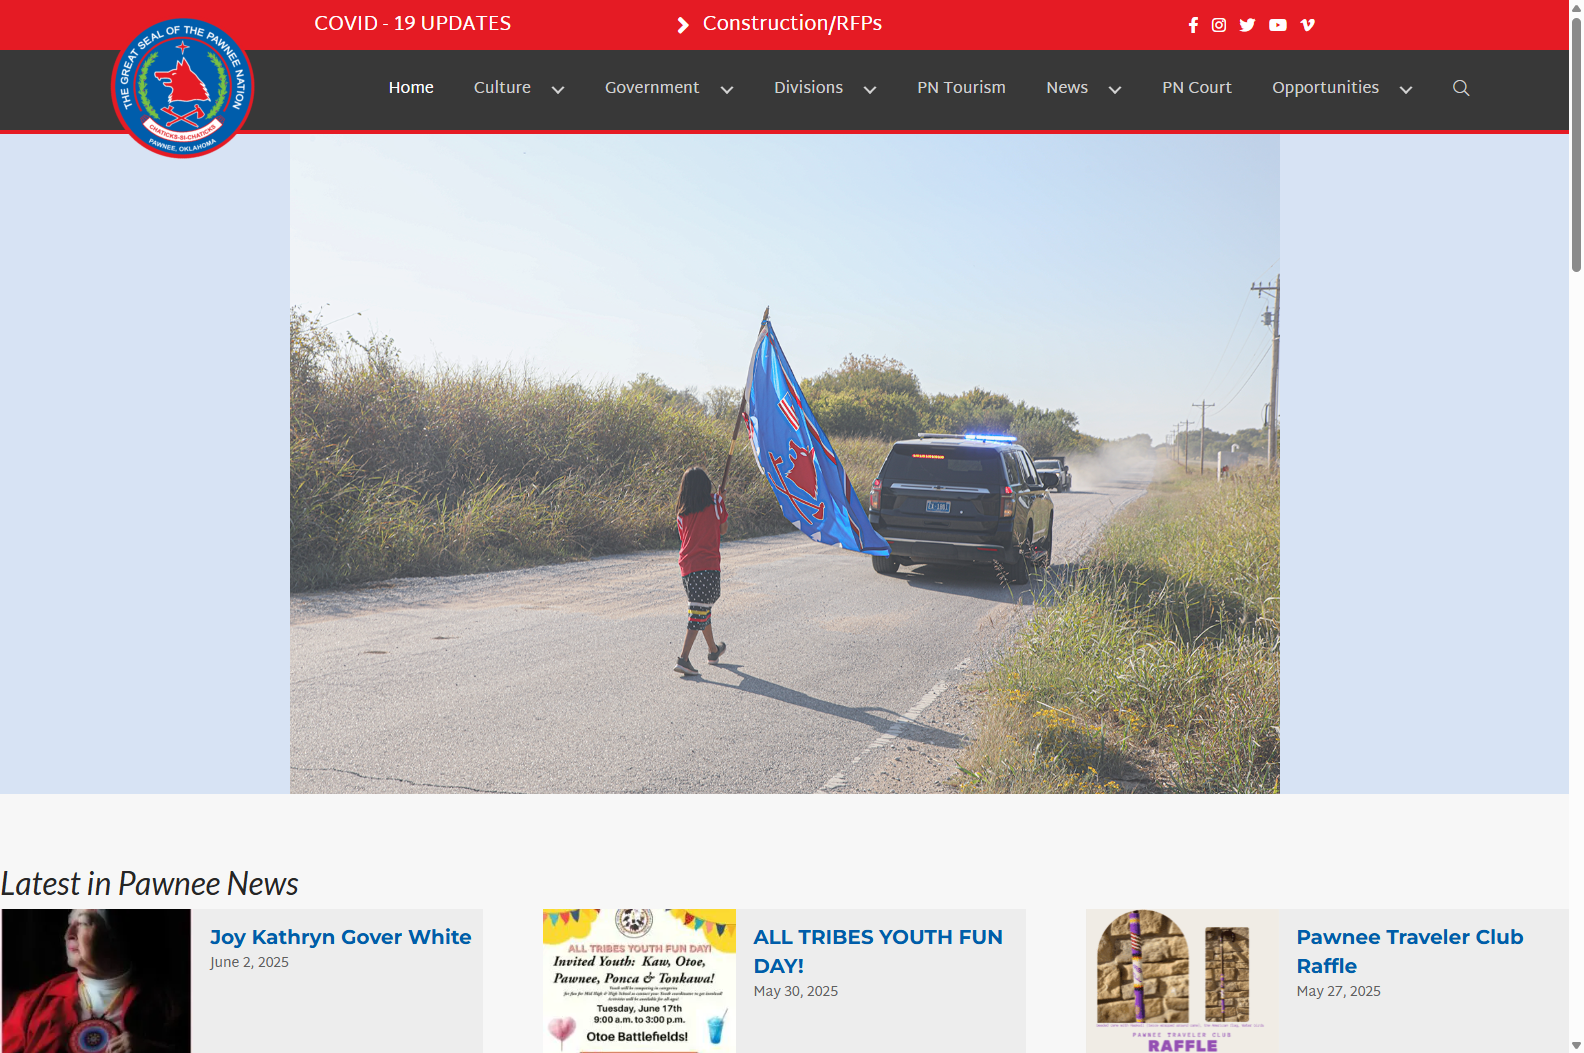 COVID - 19 UPDATES
Construction/RFPs
THE GREAT SEAL OF THE PAWNEE NATION
CHATICKS-SI-CHATICKS
PAWNEE, OKLAHOMA
Home
Culture
Government
Divisions
PN Tourism
News
PN Court
Opportunities
Latest in Pawnee News
Joy Kathryn Gover White
June 2, 2025
ALL TRIBES YOUTH FUN DAY!
Invited Youth: Kaw, Otoe,
Pawnee, Ponca & Tonkawa!
Tuesday, June 17th
9:00 a.m. to 3:00 p.m.
Otoe Battlefields!
ALL TRIBES YOUTH FUN
DAY!
May 30, 2025
PAWNEE TRAVELER CLUB
RAFFLE
Pawnee Traveler Club
Raffle
May 27, 2025